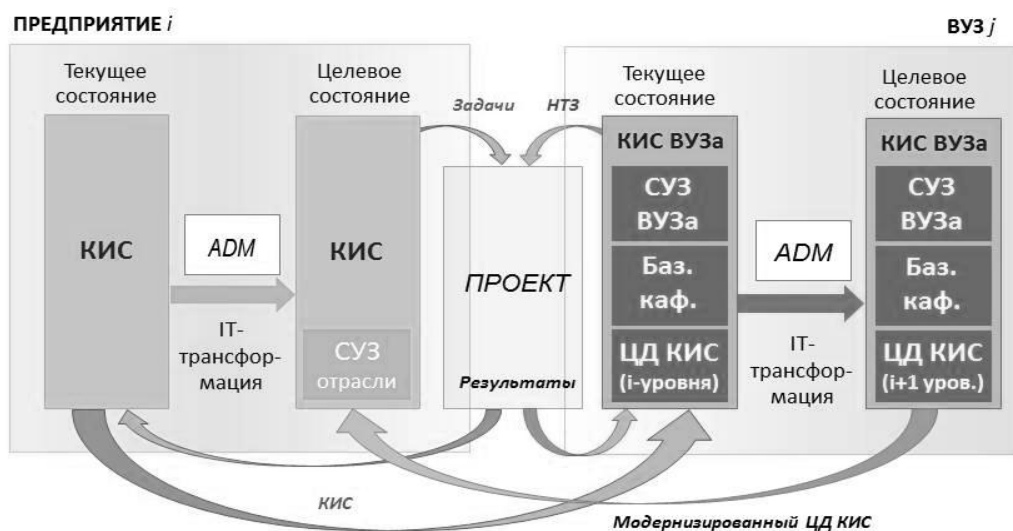 ПРЕДПРИЯТИЕ i
ВУЗ j
Текущее
состояние
КИС
ADM
IT-
трансфор-
мация
Целевое
состояние
КИС
СУЗ
отрасли
Задачи
НТЗ
ПРОЕКТ
Результаты
Текущее
состояние
КИС ВУЗа
СУЗ
ВУЗа
Баз.
каф.
ЦД КИС
(i-уровня)
ADM
IT-
трансфор-
мация
Целевое
состояние
КИС ВУЗа
СУЗ
ВУЗа
Баз.
каф.
ЦД КИС
(i+1 уров.)
КИС
Модернизированный ЦД КИС